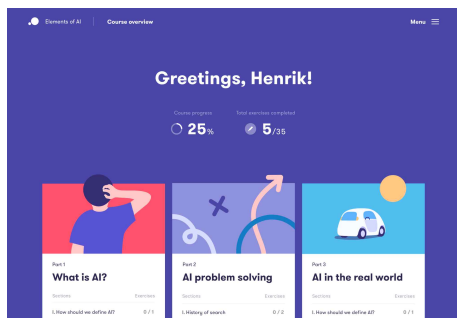 Elements of AI
Course overview
Menu
Greetings, Henrik!
Course progress
Total exercises completed
25%
5/35
Part 1
What is AI?
Sections
Exercises
I. How should we define AI?
0 / 1
Part 2
AI problem solving
Sections
Exercises
I. History of search
0 / 2
Part 3
AI in the real world
Sections
Exercises
I. How should we define AI?
0 / 1